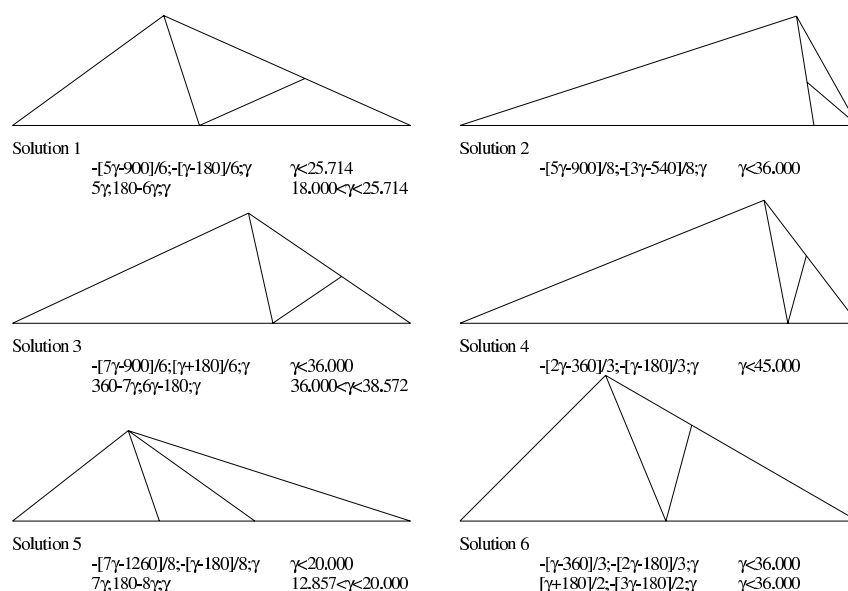 Solution 1
-[5γ-900]/6;-[γ-180]/6;γ γ<25.714
5γ;180-6γ;γ 18.000<γ<25.714
Solution 2
-[5γ-900]/8;-[3γ-540]/8;γ γ<36.000
Solution 3
-[7γ-900]/6;[γ+180]/6;γ γ<36.000
360-7γ;6γ-180;γ 36.000<γ<38.572
Solution 4
-[2γ-360]/3;-[γ-180]/3;γ γ<45.000
Solution 5
-[7γ-1260]/8;-[γ-180]/8;γ γ<20.000
7γ;180-8γ;γ 12.857<γ<20.000
Solution 6
-[γ-360]/3;-[2γ-180]/3;γ γ<36.000
[γ+180]/2;-[3γ-180]/2;γ γ<36.000